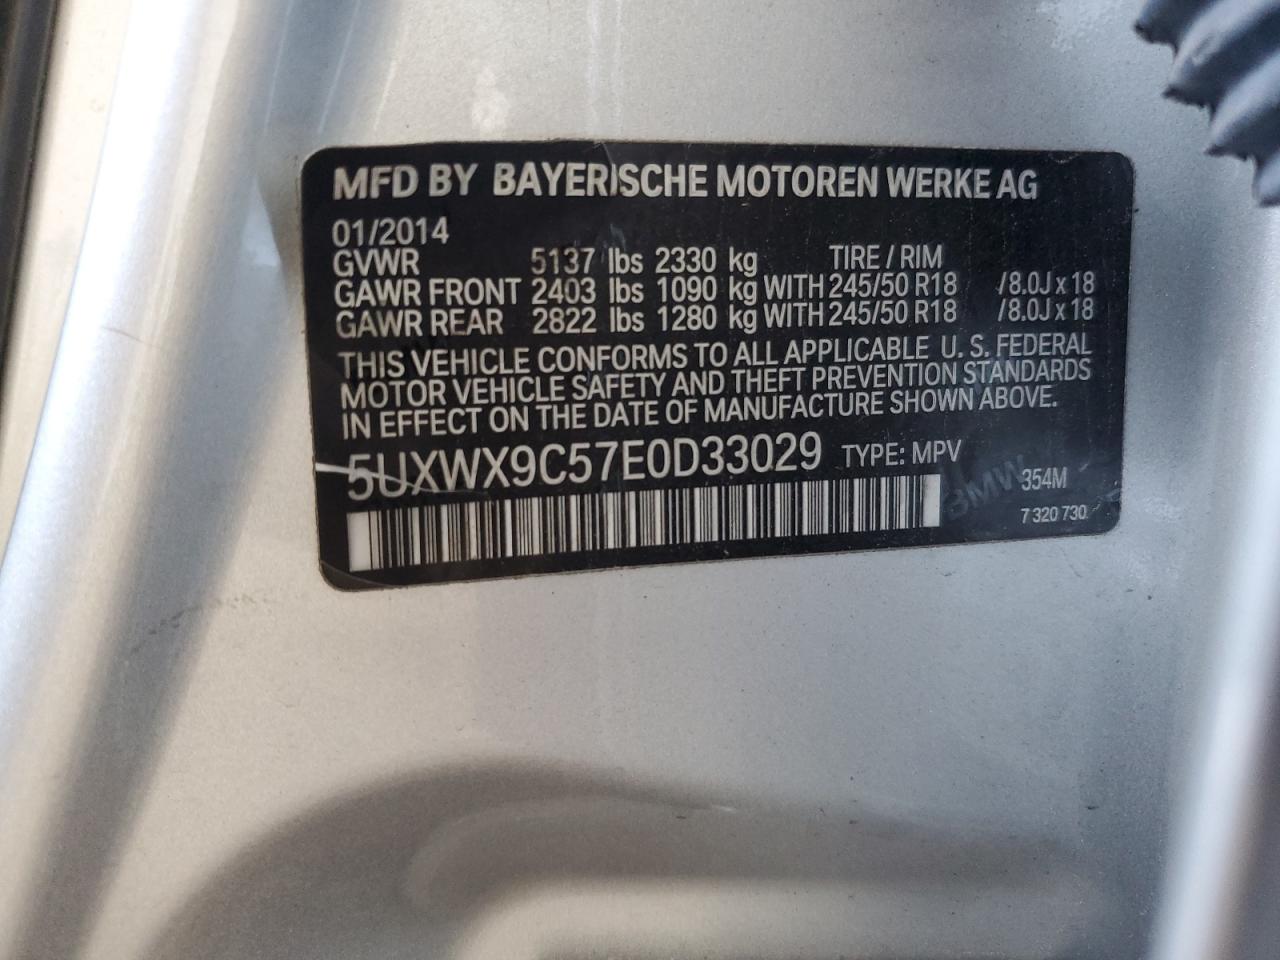 MFD BY BAYERISCHE MOTOREN WERKE AG
01/2014
GVWR 5137 lbs 2330 kg TIRE / RIM
GAWR FRONT 2403 lbs 1090 kg WITH 245/50 R18 /8.0J x 18
GAWR REAR 2822 lbs 1280 kg WITH 245/50 R18 /8.0J x 18
THIS VEHICLE CONFORMS TO ALL APPLICABLE U. S. FEDERAL
MOTOR VEHICLE SAFETY AND THEFT PREVENTION STANDARDS
IN EFFECT ON THE DATE OF MANUFACTURE SHOWN ABOVE.
5UXWX9C57E0D33029 TYPE: MPV
BMW 354M
7 320 730